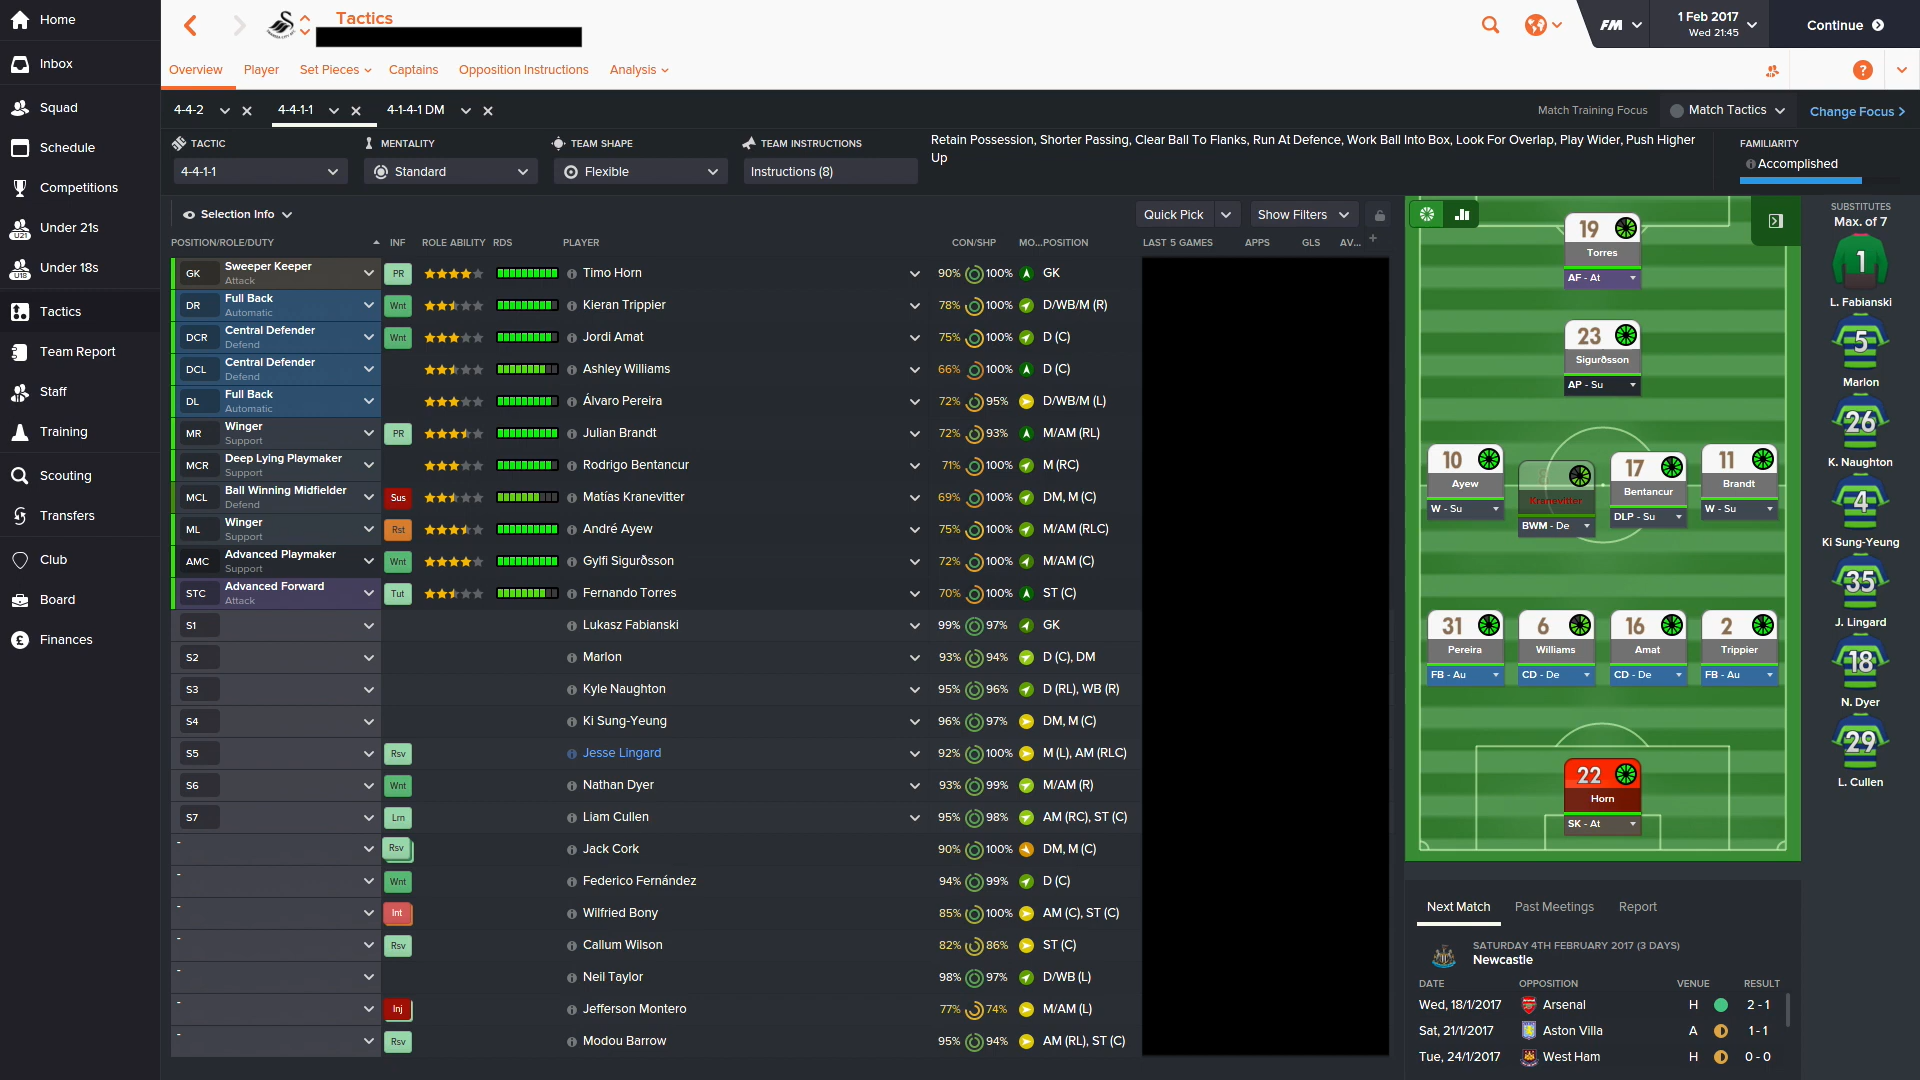 Home
Inbox
Squad
Schedule
Competitions
Under 21s
Under 18s
Tactics
Team Report
Staff
Training
Scouting
Transfers
Club
Board
Finances
Tactics
FM
1 Feb 2017
Wed 21:45
Continue
Overview Player Set Pieces Captains Opposition Instructions Analysis
?
4-4-2 4-4-1-1 4-1-4-1 DM
Match Training Focus Match Tactics Change Focus >
TACTIC MENTALITY TEAM SHAPE TEAM INSTRUCTIONS
4-4-1-1 Standard Flexible Instructions (8)
Retain Possession, Shorter Passing, Clear Ball To Flanks, Run At Defence, Work Ball Into Box, Look For Overlap, Play Wider, Push Higher
Up
FAMILIARITY
Accomplished
Selection Info Quick Pick Show Filters
POSITION/ROLE/DUTY INF ROLE ABILITY RDS PLAYER CON/SHP MO... POSITION LAST 5 GAMES APPS GLS AV... +
GK Sweeper Keeper Attack PR Timo Horn 90% 100% GK
DR Full Back Automatic Wnt Kieran Trippier 78% 100% D/WB/M (R)
DCR Central Defender Defend Wnt Jordi Amat 75% 100% D (C)
DCL Central Defender Defend Ashley Williams 66% 100% D (C)
DL Full Back Automatic Álvaro Pereira 72% 95% D/WB/M (L)
MR Winger Support PR Julian Brandt 72% 93% M/AM (RL)
MCR Deep Lying Playmaker Support Rodrigo Bentancur 71% 100% M (RC)
MCL Ball Winning Midfielder Defend Sus Matías Kranevitter 69% 100% DM, M (C)
ML Winger Support Rst André Ayew 75% 100% M/AM (RLC)
AMC Advanced Playmaker Support Wnt Gylfi Sigurðsson 72% 100% M/AM (C)
STC Advanced Forward Attack Tut Fernando Torres 70% 100% ST (C)
S1 Lukasz Fabianski 99% 97% GK
S2 Marlon 93% 94% D (C), DM
S3 Kyle Naughton 95% 96% D (RL), WB (R)
S4 Ki Sung-Yeung 96% 97% DM, M (C)
S5 Rsv Jesse Lingard 92% 100% M (L), AM (RLC)
S6 Wnt Nathan Dyer 93% 99% M/AM (R)
S7 Lrn Liam Cullen 95% 98% AM (RC), ST (C)
- Rsv Jack Cork 90% 100% DM, M (C)
- Wnt Federico Fernández 94% 99% D (C)
- Int Wilfried Bony 85% 100% AM (C), ST (C)
- Rsv Callum Wilson 82% 86% ST (C)
- Neil Taylor 98% 97% D/WB (L)
- Inj Jefferson Montero 77% 74% M/AM (L)
- Rsv Modou Barrow 95% 94% AM (RL), ST (C)
19
Torres
AF - At
23
Sigurðsson
AP - Su
10 17 11
Ayew Kranevitter Bentancur Brandt
W - Su BWM - De DLP - Su W - Su
31 6 16 2
Pereira Williams Amat Trippier
FB - Au CD - De CD - De FB - Au
22
Horn
SK - At
SUBSTITUTES
Max. of 7
1
L. Fabianski
5
Marlon
26
K. Naughton
4
Ki Sung-Yeung
35
J. Lingard
18
N. Dyer
29
L. Cullen
Next Match Past Meetings Report
SATURDAY 4TH FEBRUARY 2017 (3 DAYS)
Newcastle
DATE OPPOSITION VENUE RESULT
Wed, 18/1/2017 Arsenal H 2 - 1
Sat, 21/1/2017 Aston Villa A 1 - 1
Tue, 24/1/2017 West Ham H 0 - 0